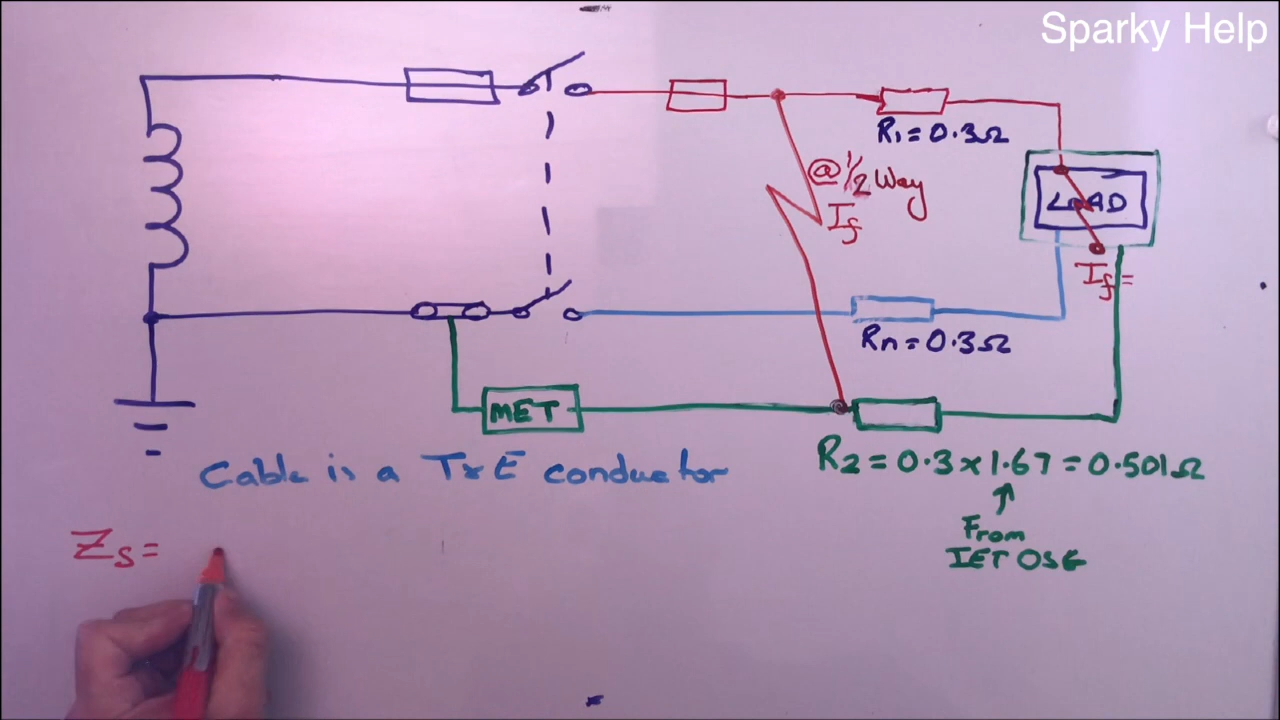 Sparky Help
R1 = 0.3Ω
@ 1/2 Way
If
LOAD
If =
Rn = 0.3Ω
MET
Cable is a T&E conductor
R2 = 0.3 x 1.67 = 0.501Ω
From
IET OSG
Zs =